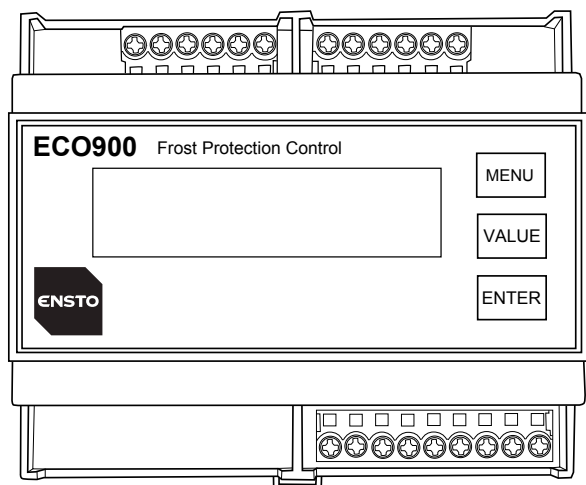 ECO900 Frost Protection Control
MENU
VALUE
ENTER
ENSTO